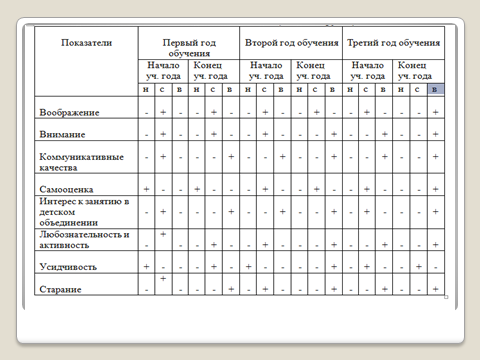 Показатели Первый год Второй год обучения Третий год обучения
обучения
Начало Конец Начало Конец Начало Конец
уч. года уч. года уч. года уч. года уч. года уч. года
н с в н с в н с в н с в н с в н с в
Воображение - + - - + - - + - - + - - + - - - +
Внимание - + - - + - - + - - - + - - + - - +
Коммуникативные - + - - - + - - + - - + - - + - - +
качества
Самооценка + - - + - - - + - - + - - + - - - +
Интерес к занятию в
детском - + - - - + - - + - - + - + - - - +
объединении
Любознательность и +
активность - - - + - - + - - - + - - + - - +
Усидчивость + - - - + - + - - - - + - + - - + -
+
Старание - - - - + - + - - - + - - + - - +